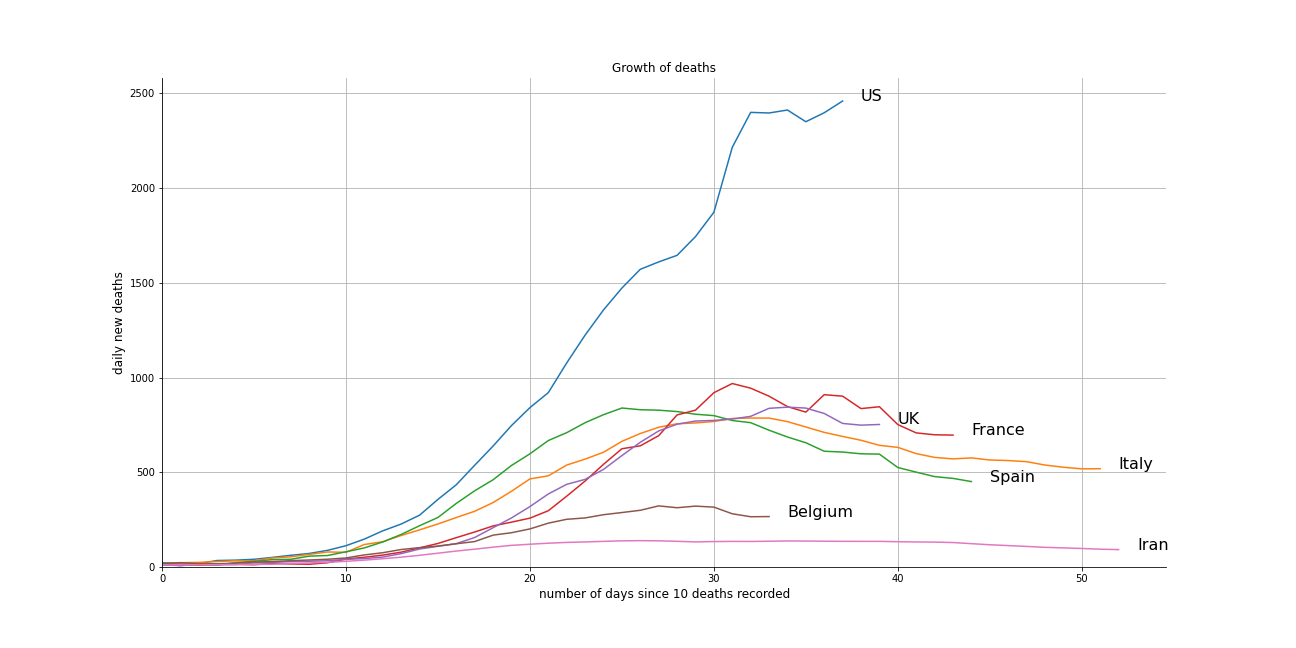 Growth of deaths
2500
2000
1500
1000
500
0
daily new deaths
US
UK
France
Italy
Spain
Belgium
Iran
0 10 20 30 40 50
number of days since 10 deaths recorded